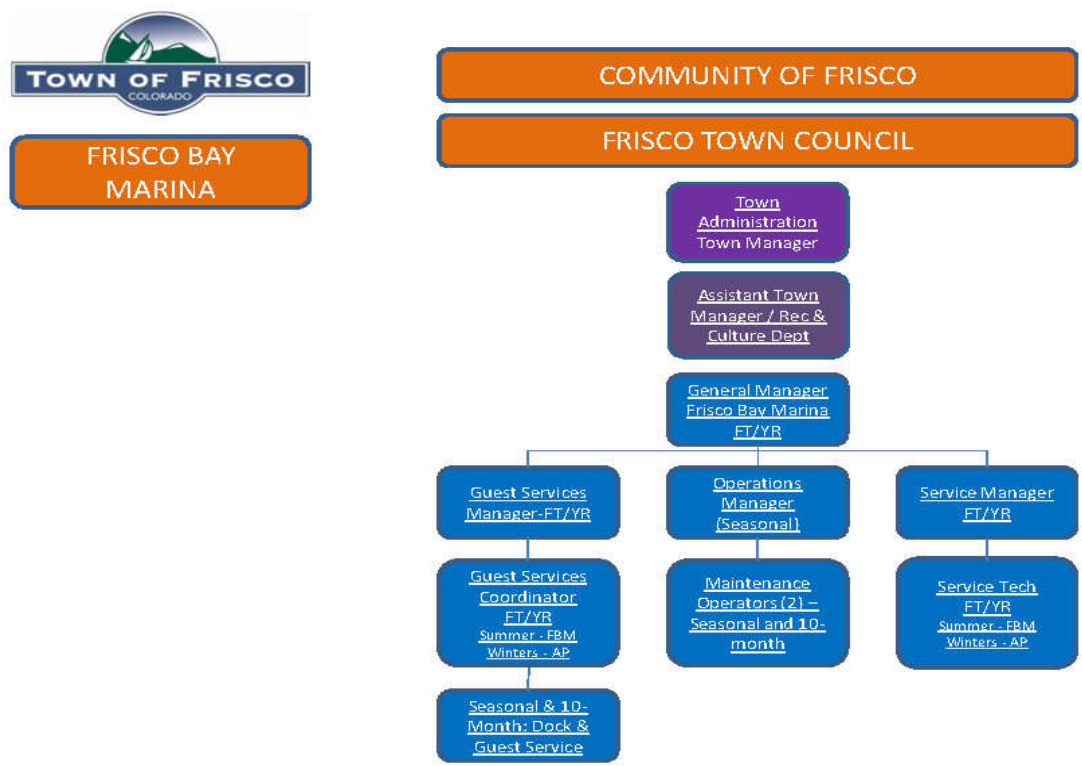 TOWN OF FRISCO
COLORADO
FRISCO BAY
MARINA
COMMUNITY OF FRISCO
FRISCO TOWN COUNCIL
Town
Administration
Town Manager
Assistant Town
Manager / Rec &
Culture Dept
General Manager
Frisco Bay Marina
FT/YR
Guest Services
Manager-FT/YR
Operations
Manager
(Seasonal)
Service Manager
FT/YR
Guest Services
Coordinator
FT/YR
Summer - FBM
Winters - AP
Maintenance
Operators (2) –
Seasonal and 10-
month
Service Tech
FT/YR
Summer - FBM
Winters - AP
Seasonal & 10-
Month: Dock &
Guest Service